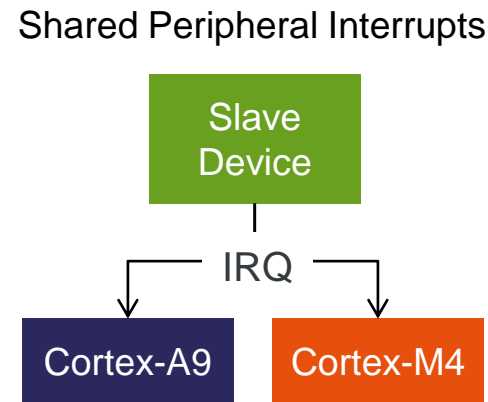 Shared Peripheral Interrupts
Slave
Device
IRQ
Cortex-A9
Cortex-M4